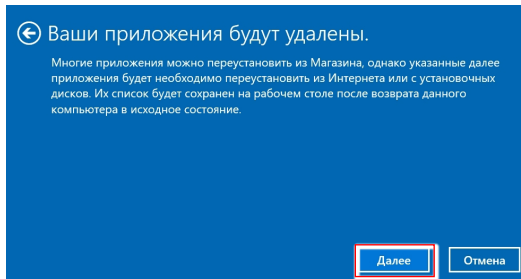 Ваши приложения будут удалены.
Многие приложения можно переустановить из Магазина, однако указанные далее
приложения будет необходимо переустановить из Интернета или с установочных
дисков. Их список будет сохранен на рабочем столе после возврата данного
компьютера в исходное состояние.
Далее
Отмена